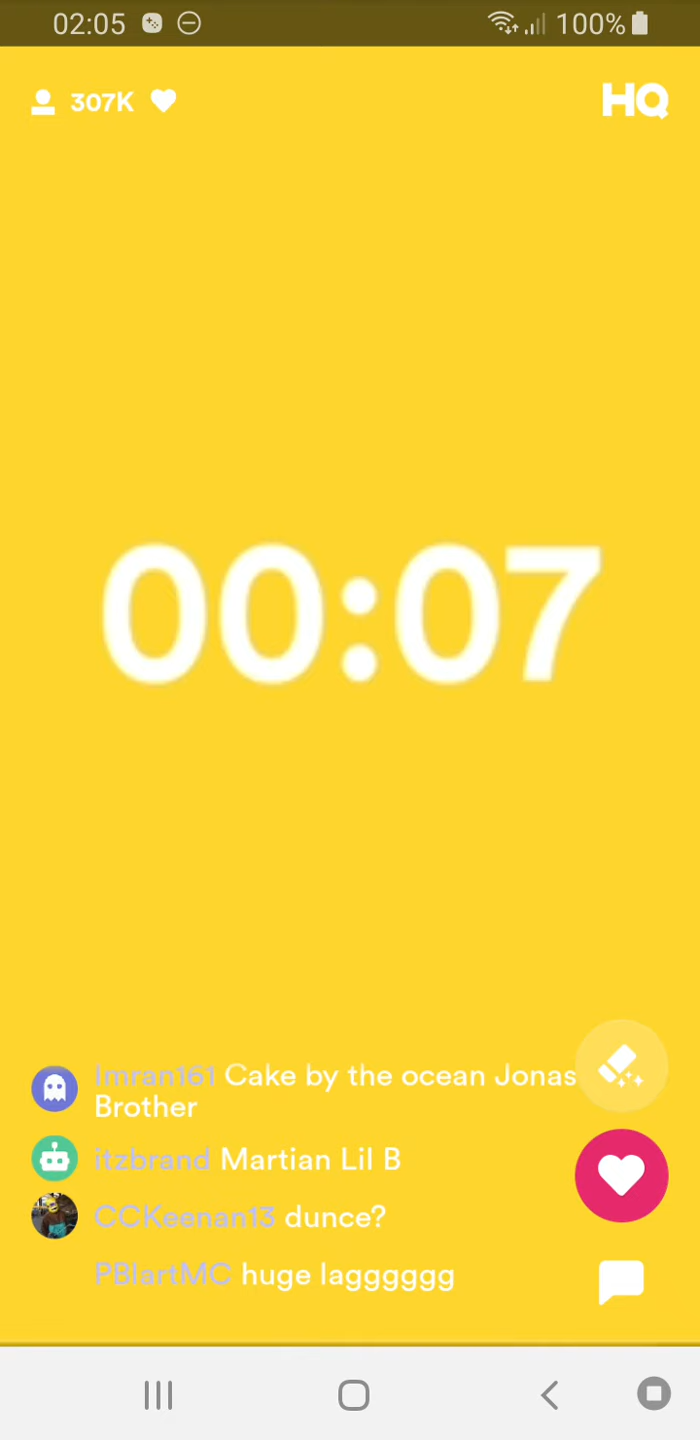 02:05 100%
307K HQ
00:07
Imran161 Cake by the ocean Jonas
Brother
itzbrand Martian Lil B
CCKeenan13 dunce?
PBlartMC huge lagggggg